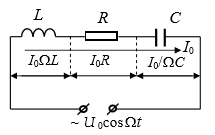 L R C
I₀
I₀ΩL I₀R I₀/ΩC
~ U₀cosΩt